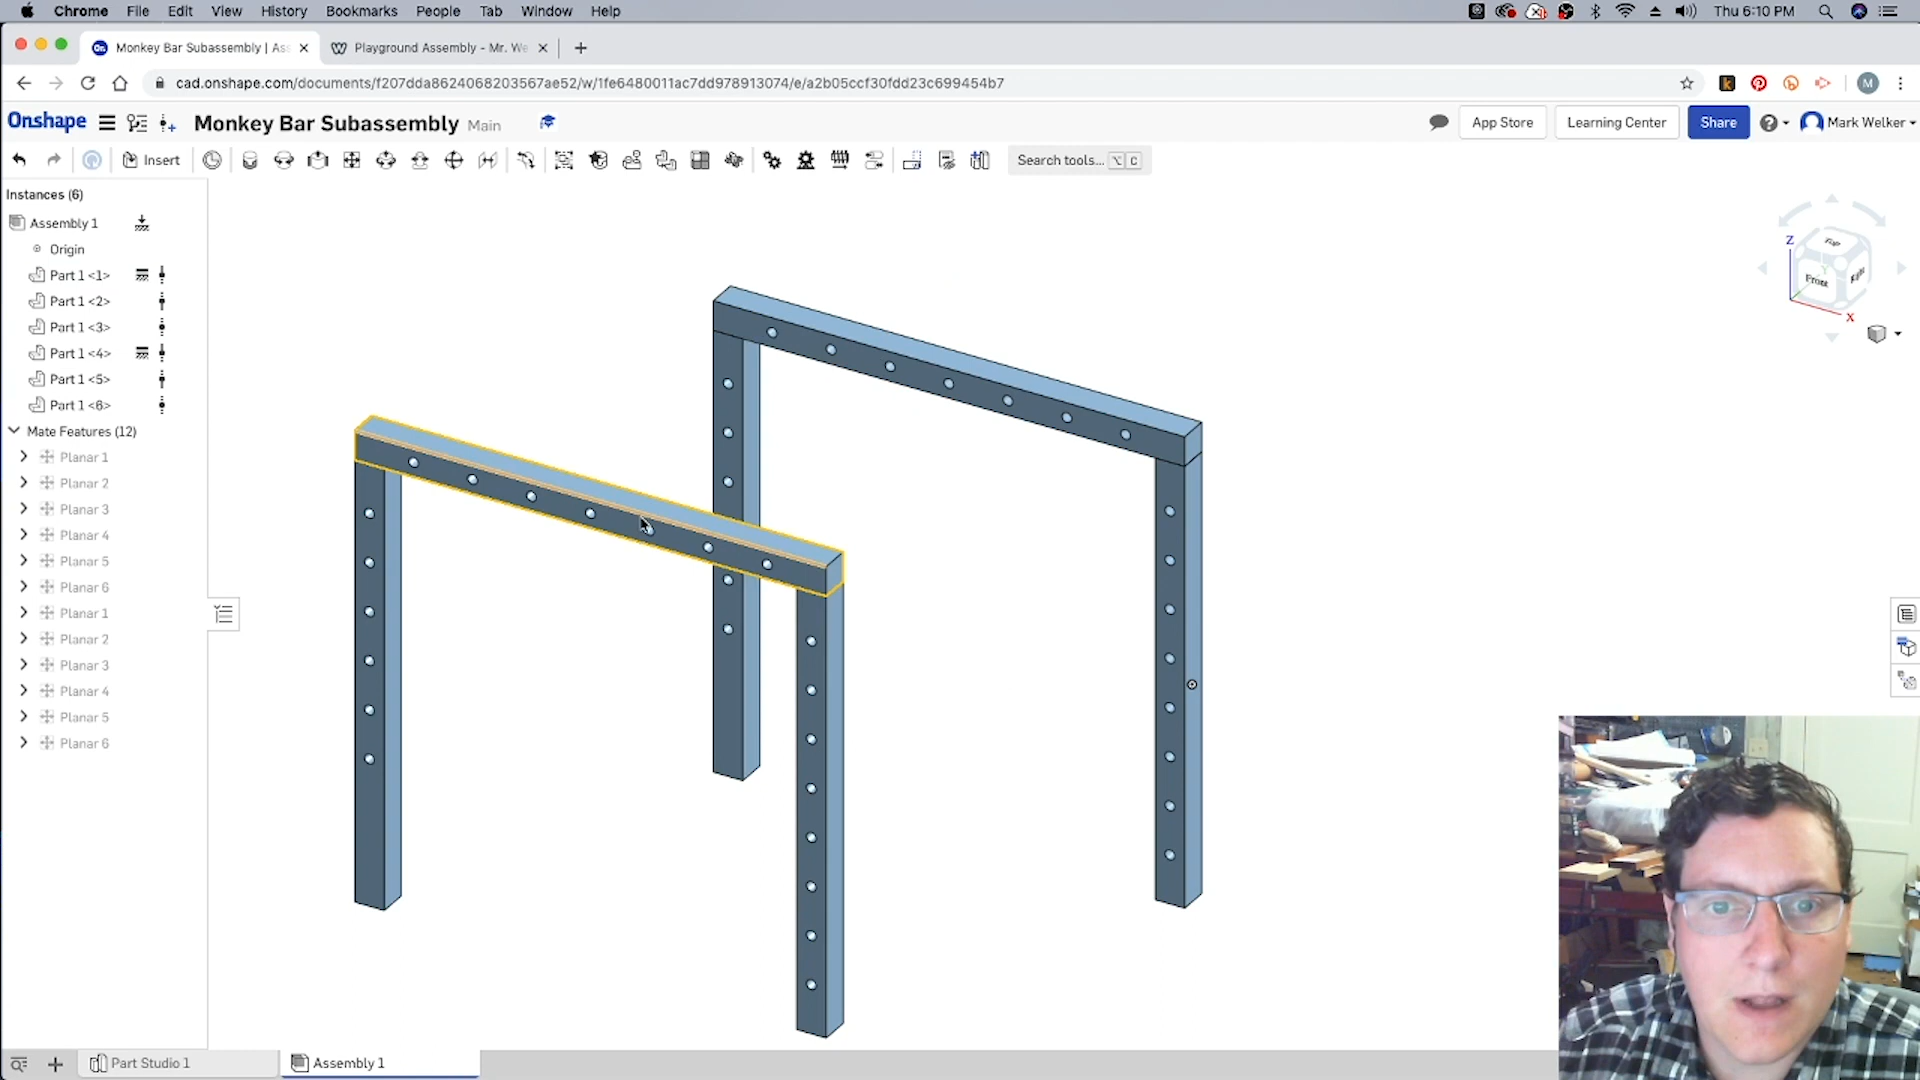 Chrome File Edit View History Bookmarks People Tab Window Help Thu 6:10 PM
Monkey Bar Subassembly | Ass Playground Assembly - Mr. We
cad.onshape.com/documents/f207dda8624068203567ae52/w/1fe6480011ac7dd978913074/e/a2b05ccf30fdd23c699454b7 M
Onshape Monkey Bar Subassembly Main App Store Learning Center Share Mark Welker
Insert Search tools... ⌥ C
Instances (6)
Assembly 1
Origin
Part 1 <1>
Part 1 <2>
Part 1 <3>
Part 1 <4>
Part 1 <5>
Part 1 <6>
Mate Features (12)
Planar 1
Planar 2
Planar 3
Planar 4
Planar 5
Planar 6
Planar 1
Planar 2
Planar 3
Planar 4
Planar 5
Planar 6
Z
Top
Front Right
X
Part Studio 1 Assembly 1